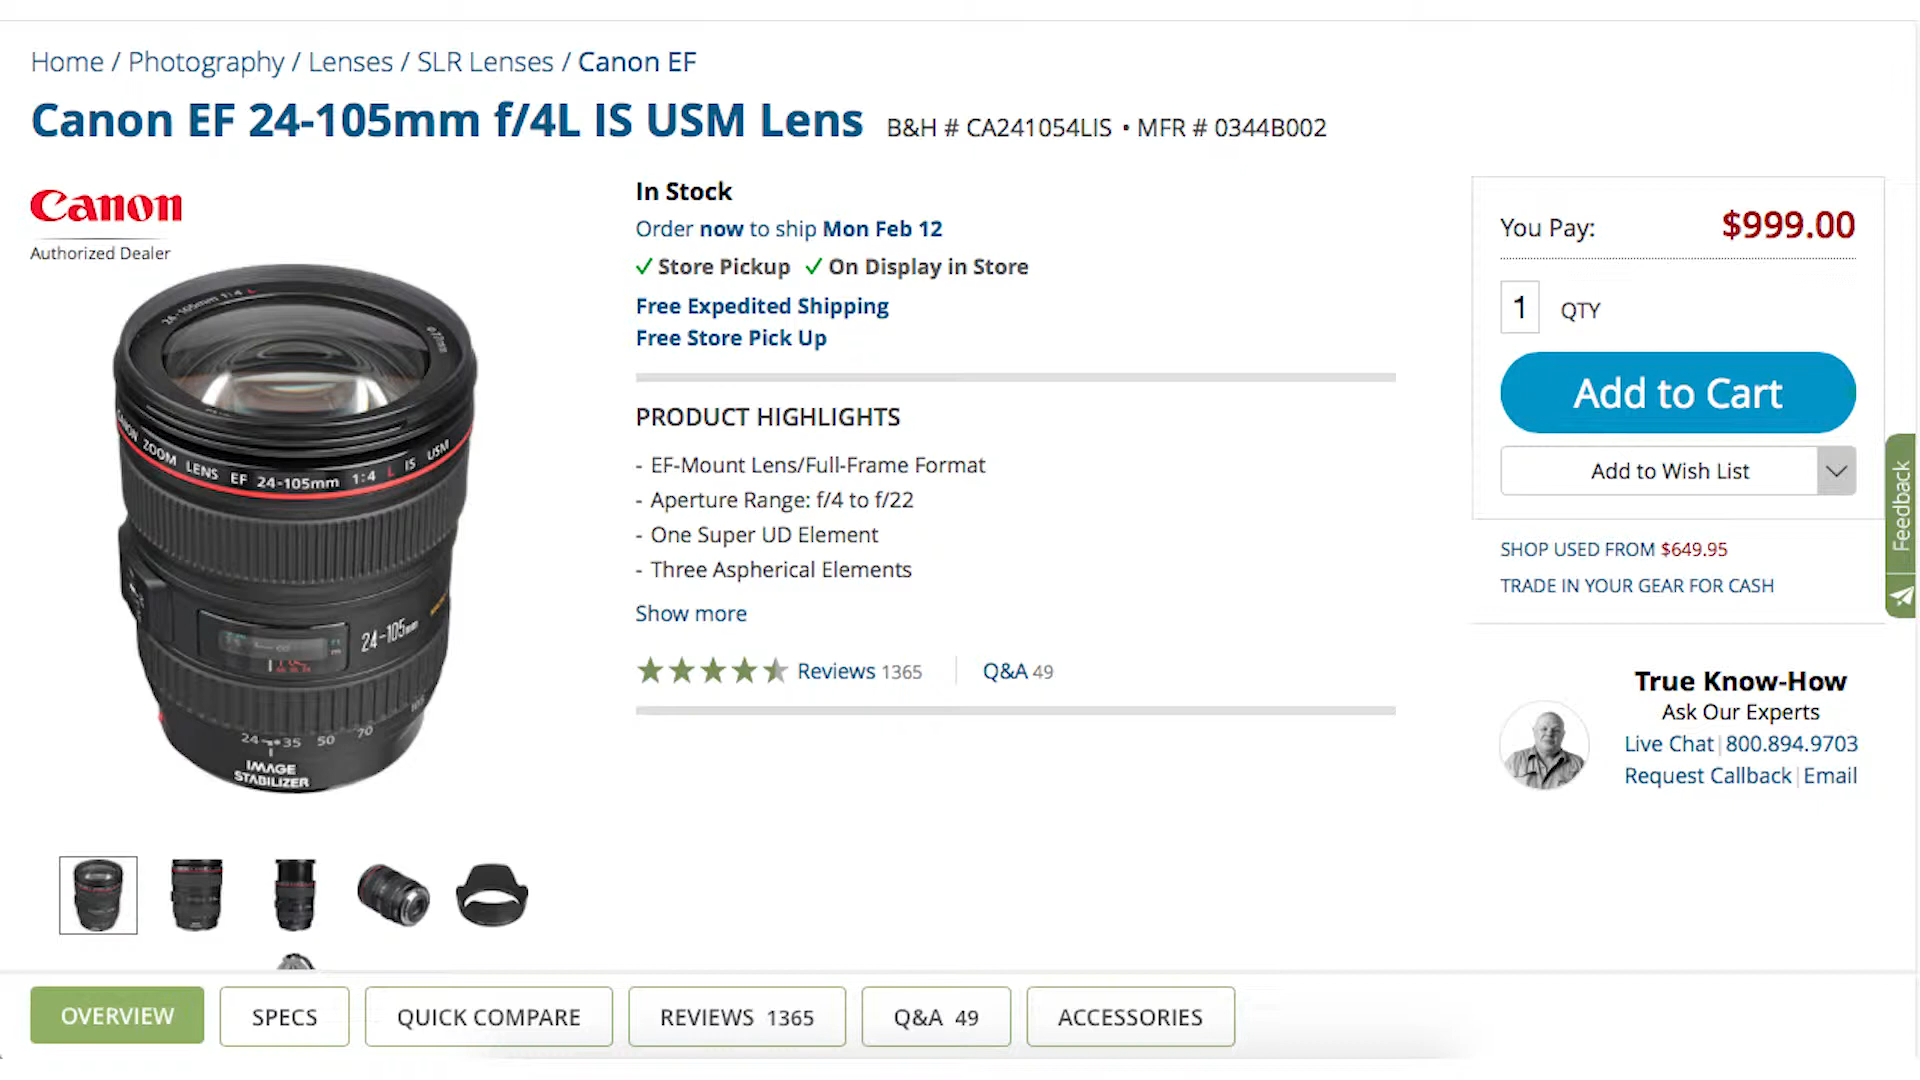 Home / Photography / Lenses / SLR Lenses / Canon EF
Canon EF 24-105mm f/4L IS USM Lens B&H # CA241054LIS • MFR # 0344B002
Canon
Authorized Dealer
24-105mm 1:4 L
CANON ZOOM LENS EF 24-105mm 1:4 L IS USM
24-105mm
24 35 50 70 105
IMAGE
STABILIZER
In Stock
Order now to ship Mon Feb 12
✓ Store Pickup ✓ On Display in Store
Free Expedited Shipping
Free Store Pick Up
PRODUCT HIGHLIGHTS
- EF-Mount Lens/Full-Frame Format
- Aperture Range: f/4 to f/22
- One Super UD Element
- Three Aspherical Elements
Show more
Reviews 1365 Q&A 49
You Pay: $999.00
1 QTY
Add to Cart
Add to Wish List
SHOP USED FROM $649.95
TRADE IN YOUR GEAR FOR CASH
Feedback
True Know-How
Ask Our Experts
Live Chat | 800.894.9703
Request Callback | Email
OVERVIEW SPECS QUICK COMPARE REVIEWS 1365 Q&A 49 ACCESSORIES